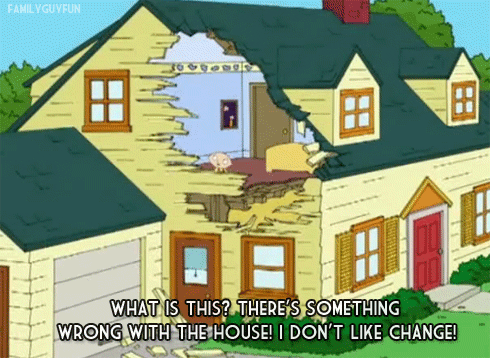 FAMILYGUYFUN
WHAT IS THIS? THERE'S SOMETHING
WRONG WITH THE HOUSE! I DON'T LIKE CHANGE!